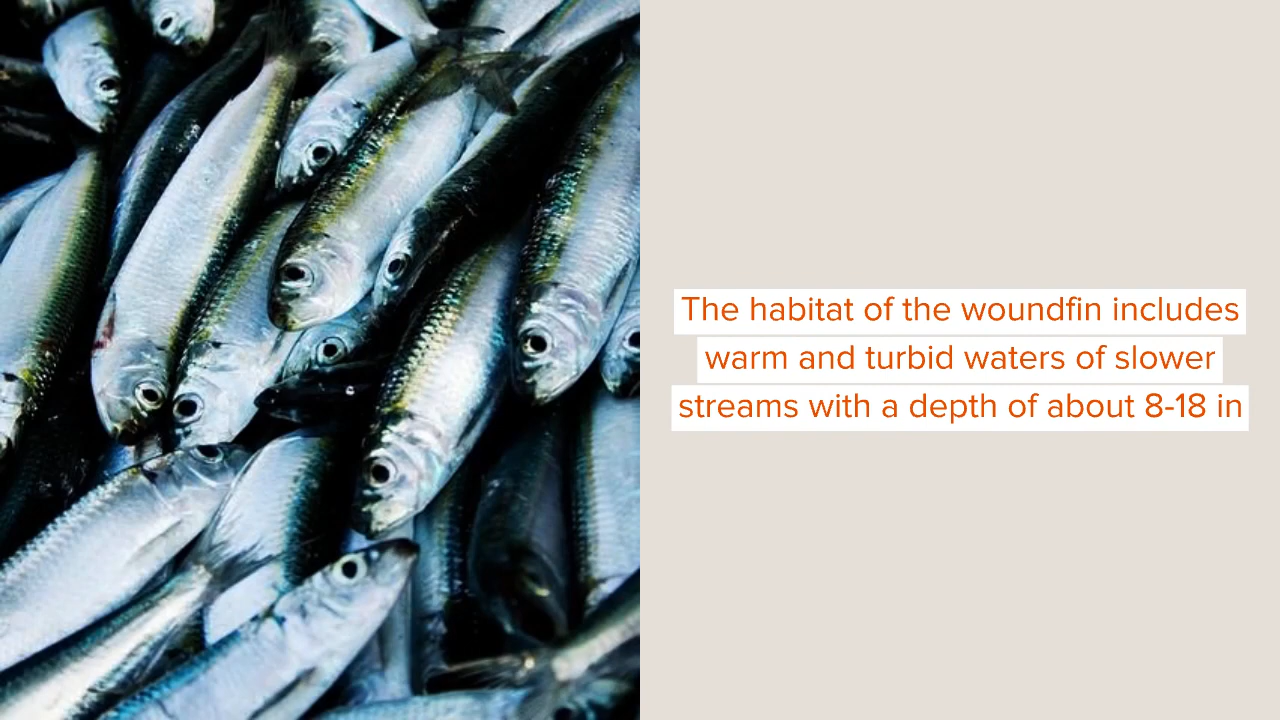 The habitat of the woundfin includes
warm and turbid waters of slower
streams with a depth of about 8-18 in